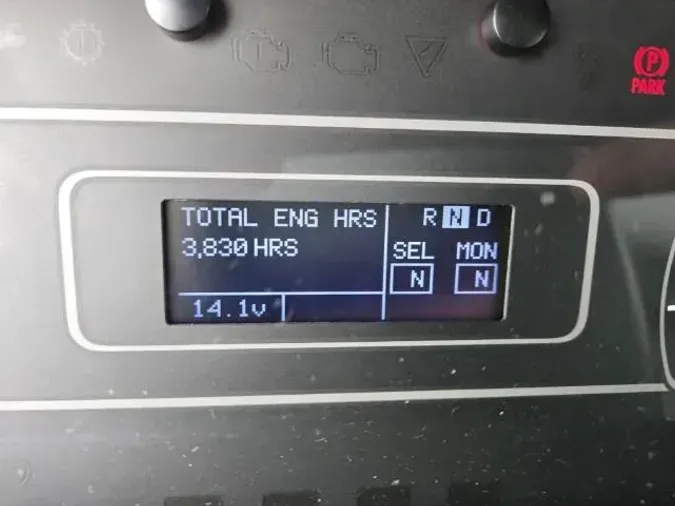 P
PARK
TOTAL ENG HRS
R N D
3,830 HRS
SEL MON
N N
14.1v